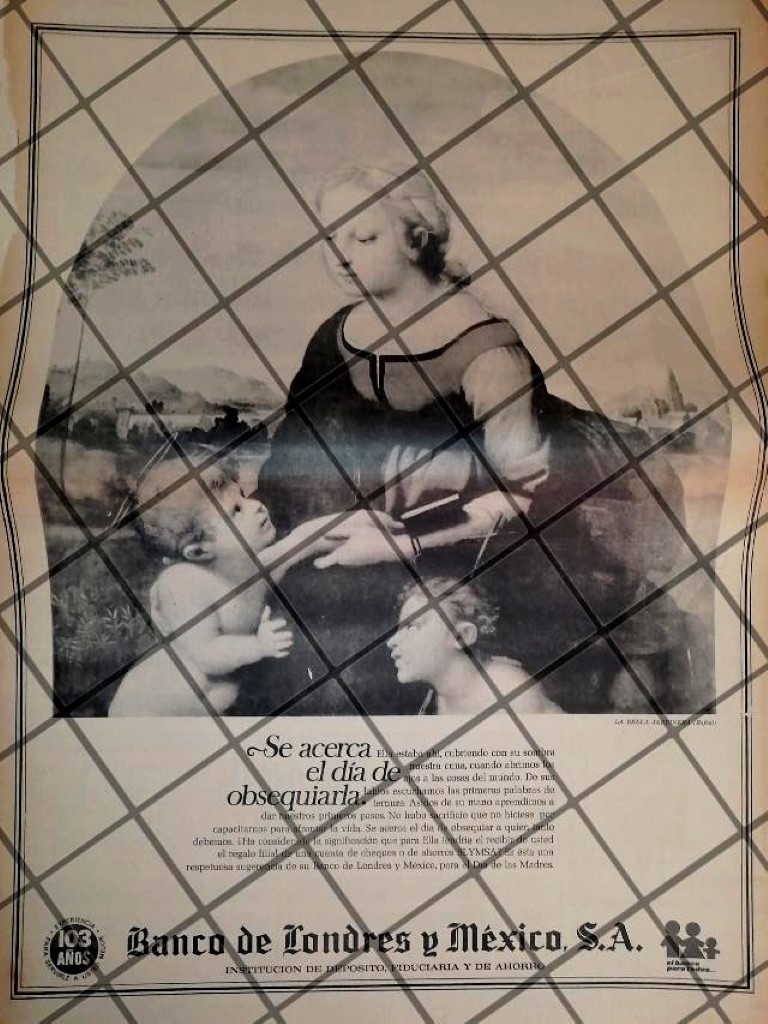 LA BELLA JARDINERA (Rafael)
Se acerca
el día de
obsequiarla.
Ella estaba ahí, cubriendo con su sombra
nuestra cuna, cuando abrimos los
ojos a las cosas del mundo. De sus
labios escuchamos las primeras palabras de
ternura. Asidos de su mano aprendimos a
dar nuestros primeros pasos. No hubo sacrificio que no hiciese por
capacitarnos para afrontar la vida. Se acerca el día de obsequiar a quien tanto
debemos. ¿Ha considerado la significación que para Ella tendría el recibir de usted
el regalo filial de una cuenta de cheques o de ahorros BLYMSA? Es ésta una
respetuosa sugerencia de su Banco de Londres y México, para el Día de las Madres.
EXPERIENCIA
PARA SERVIRLE A USTED MEJOR
103
AÑOS
Banco de Londres y México, S.A.
INSTITUCION DE DEPOSITO, FIDUCIARIA Y DE AHORRO
el banco
para todos...